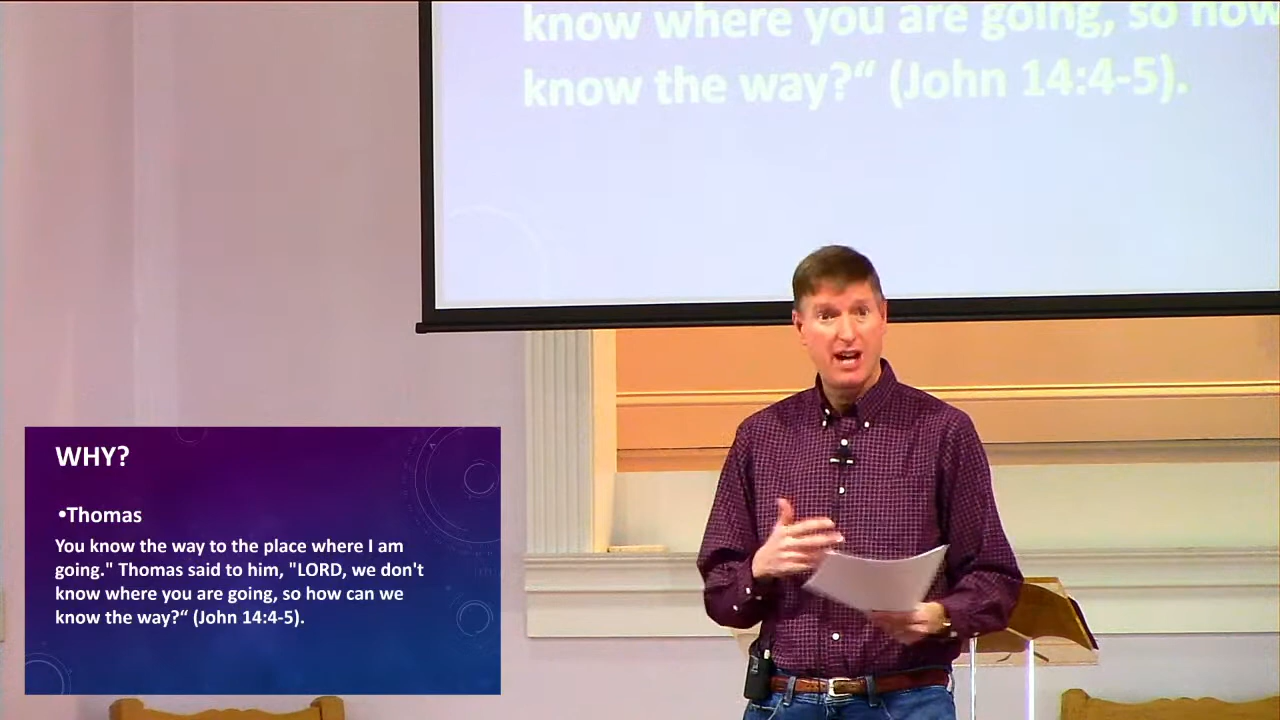 know where you are going, so how
know the way?“ (John 14:4-5).
WHY?
•Thomas
You know the way to the place where I am
going." Thomas said to him, "LORD, we don't
know where you are going, so how can we
know the way?“ (John 14:4-5).